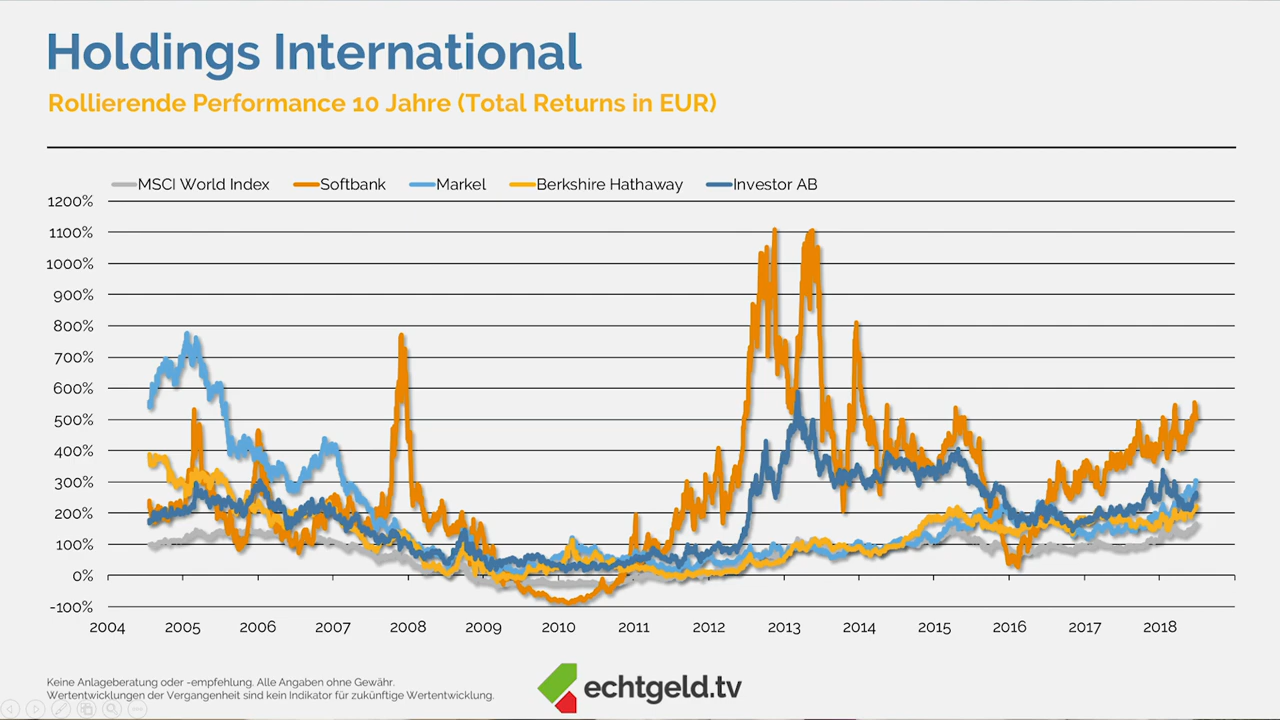 Holdings International
Rollierende Performance 10 Jahre (Total Returns in EUR)
MSCI World Index Softbank Markel Berkshire Hathaway Investor AB
1200%
1100%
1000%
900%
800%
700%
600%
500%
400%
300%
200%
100%
0%
-100%
2004 2005 2006 2007 2008 2009 2010 2011 2012 2013 2014 2015 2016 2017 2018
Keine Anlageberatung oder -empfehlung. Alle Angaben ohne Gewähr.
Wertentwicklungen der Vergangenheit sind kein Indikator für zukünftige Wertentwicklung.
echtgeld.tv